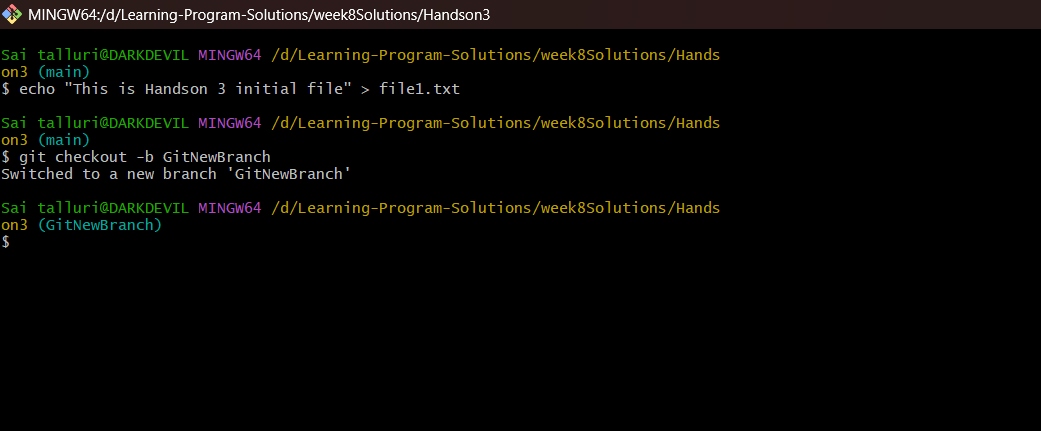 MINGW64:/d/Learning-Program-Solutions/week8Solutions/Handson3
Sai talluri@DARKDEVIL MINGW64 /d/Learning-Program-Solutions/week8Solutions/Hands
on3 (main)
$ echo "This is Handson 3 initial file" > file1.txt
Sai talluri@DARKDEVIL MINGW64 /d/Learning-Program-Solutions/week8Solutions/Hands
on3 (main)
$ git checkout -b GitNewBranch
Switched to a new branch 'GitNewBranch'
Sai talluri@DARKDEVIL MINGW64 /d/Learning-Program-Solutions/week8Solutions/Hands
on3 (GitNewBranch)
$